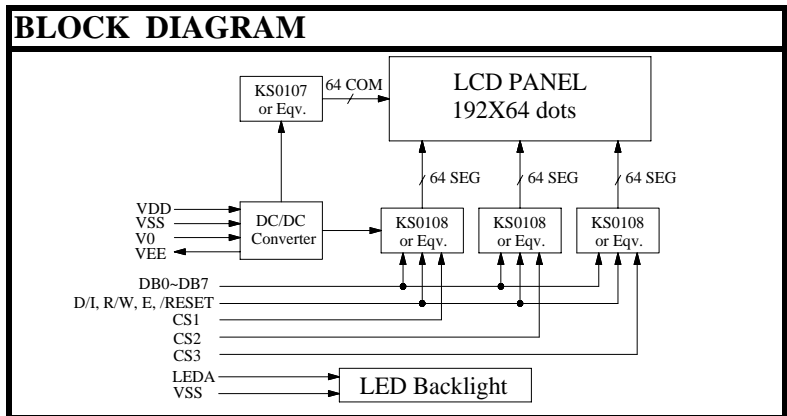 BLOCK DIAGRAM
KS0107
or Eqv.
64 COM
LCD PANEL
192X64 dots
64 SEG
64 SEG
64 SEG
VDD
VSS
V0
VEE
DC/DC
Converter
KS0108
or Eqv.
KS0108
or Eqv.
KS0108
or Eqv.
DB0~DB7
D/I, R/W, E, /RESET
CS1
CS2
CS3
LEDA
VSS
LED Backlight